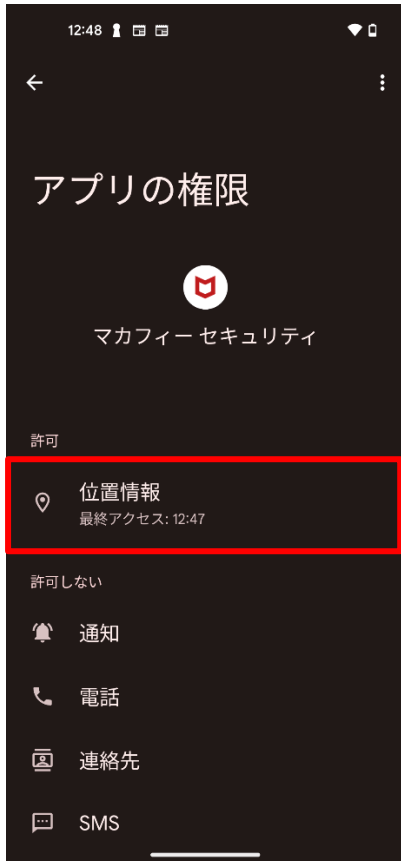 12:48
アプリの権限
マカフィー セキュリティ
許可
位置情報
最終アクセス: 12:47
許可しない
通知
電話
連絡先
SMS